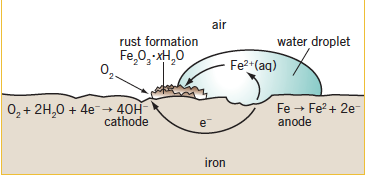 air
rust formation
Fe₂O₃·xH₂O
water droplet
O₂
Fe²⁺(aq)
O₂ + 2H₂O + 4e⁻ → 4OH⁻
cathode
e⁻
Fe → Fe²⁺ + 2e⁻
anode
iron